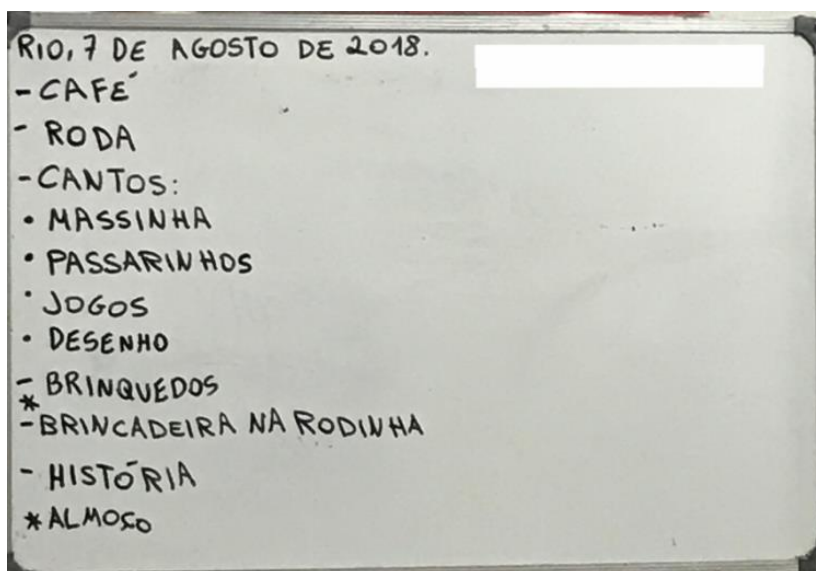 RIO, 7 DE AGOSTO DE 2018.
- CAFÉ
- RODA
- CANTOS:
• MASSINHA
• PASSARINHOS
• JOGOS
• DESENHO
- BRINQUEDOS
*
- BRINCADEIRA NA RODINHA
- HISTÓRIA
* ALMOÇO